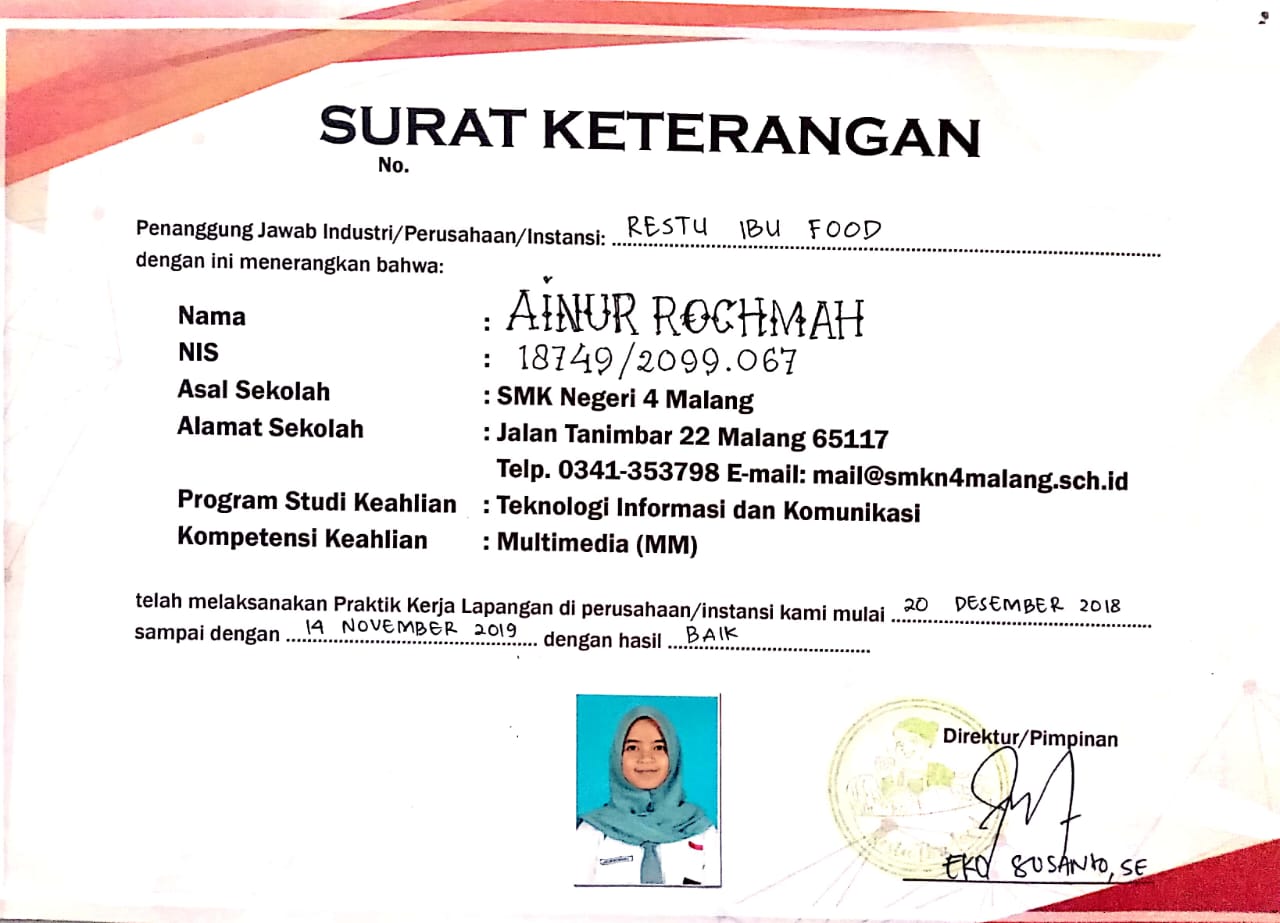 SURAT KETERANGAN
No.
Penanggung Jawab Industri/Perusahaan/Instansi: RESTU IBU FOOD
dengan ini menerangkan bahwa:
Nama : AINUR ROCHMAH
NIS : 18749/2099.067
Asal Sekolah : SMK Negeri 4 Malang
Alamat Sekolah : Jalan Tanimbar 22 Malang 65117
Telp. 0341-353798 E-mail: mail@smkn4malang.sch.id
Program Studi Keahlian : Teknologi Informasi dan Komunikasi
Kompetensi Keahlian : Multimedia (MM)
telah melaksanakan Praktik Kerja Lapangan di perusahaan/instansi kami mulai 20 DESEMBER 2018
sampai dengan 14 NOVEMBER 2019 dengan hasil BAIK
Direktur/Pimpinan
EKO SUSANTO, SE